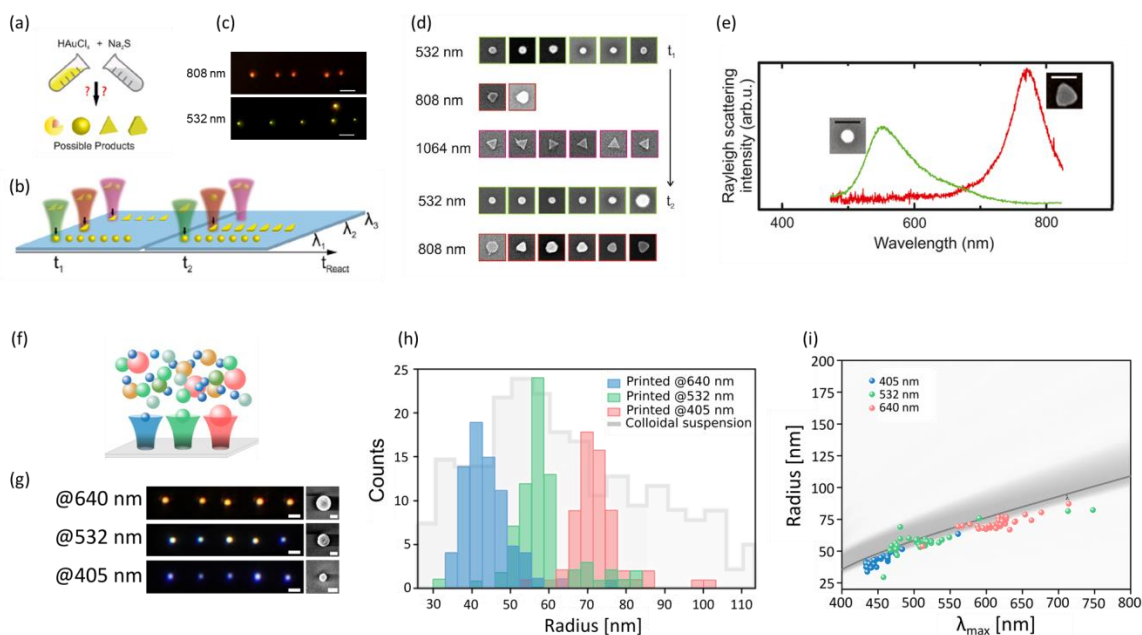 (a)
HAuCl₄ + Na₂S
? ?
Possible Products
(b)
t₁
t₂
t_React
λ₁
λ₂
λ₃
(c)
808 nm
532 nm
(d)
532 nm
808 nm
1064 nm
532 nm
808 nm
t₁
t₂
(e)
Rayleigh scattering
intensity (arb.u.)
400
600
800
Wavelength (nm)
(f)
(g)
@640 nm
@532 nm
@405 nm
(h)
Counts
25
20
15
10
5
0
Printed @640 nm
Printed @532 nm
Printed @405 nm
Colloidal suspension
30 40 50 60 70 80 90 100 110
Radius [nm]
(i)
Radius [nm]
200
175
150
125
100
75
50
25
405 nm
532 nm
640 nm
400 450 500 550 600 650 700 750 800
λmax [nm]